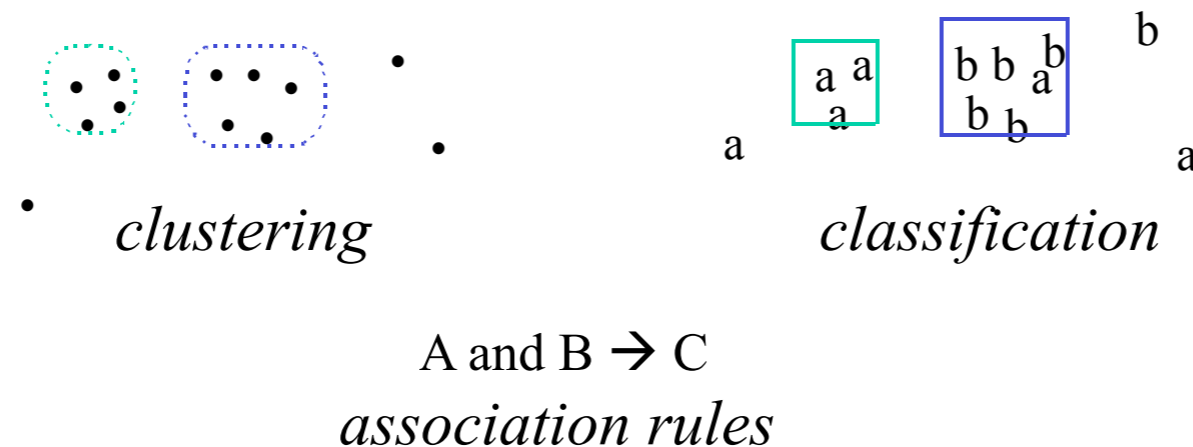 b
b b b
a a a
a b b
a a
clustering classification
A and B → C
association rules